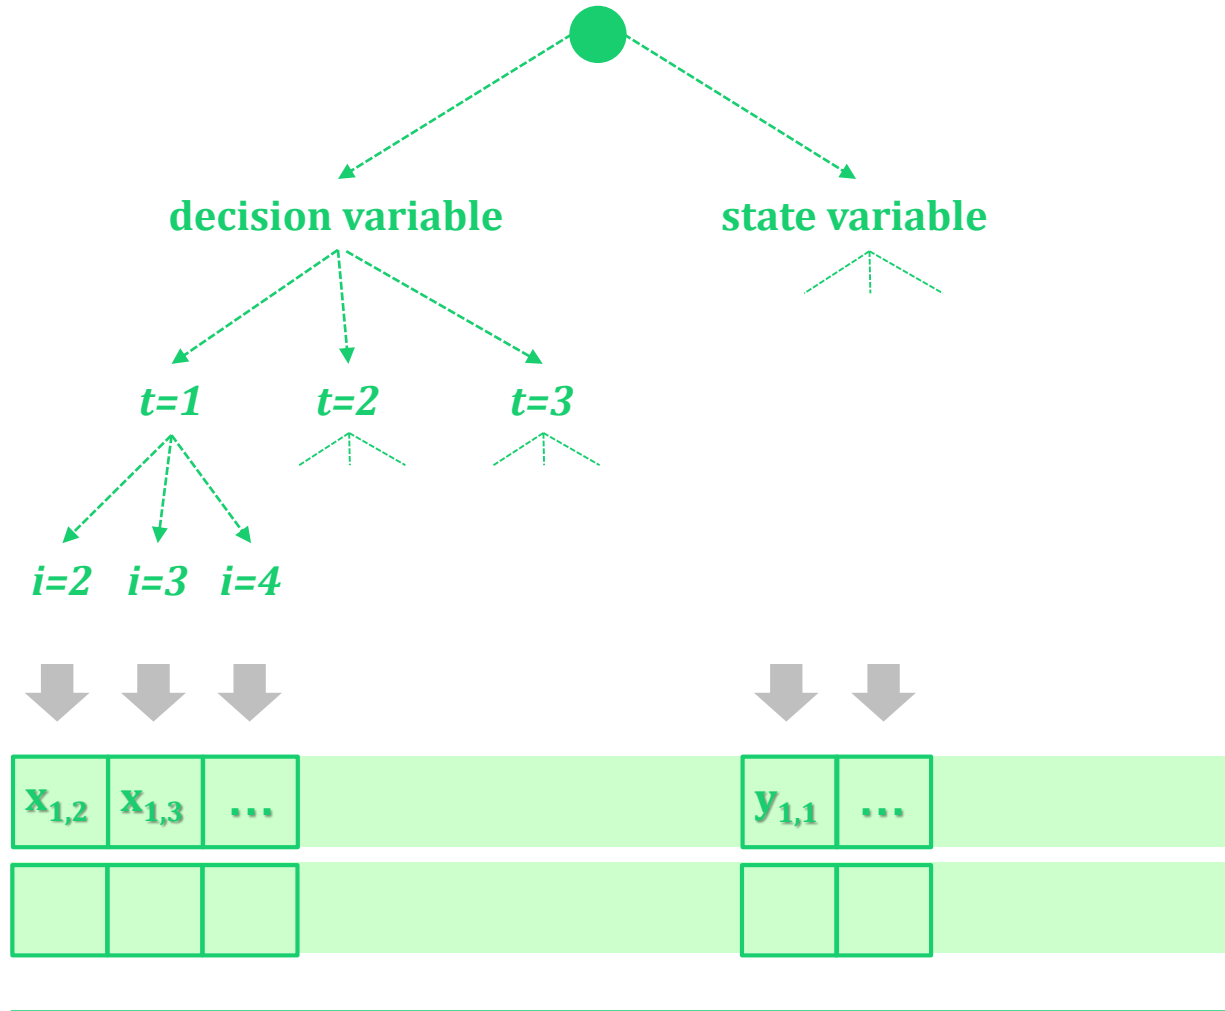 decision variable state variable
t=1 t=2 t=3
i=2 i=3 i=4
x1,2 x1,3 ... y1,1 ...